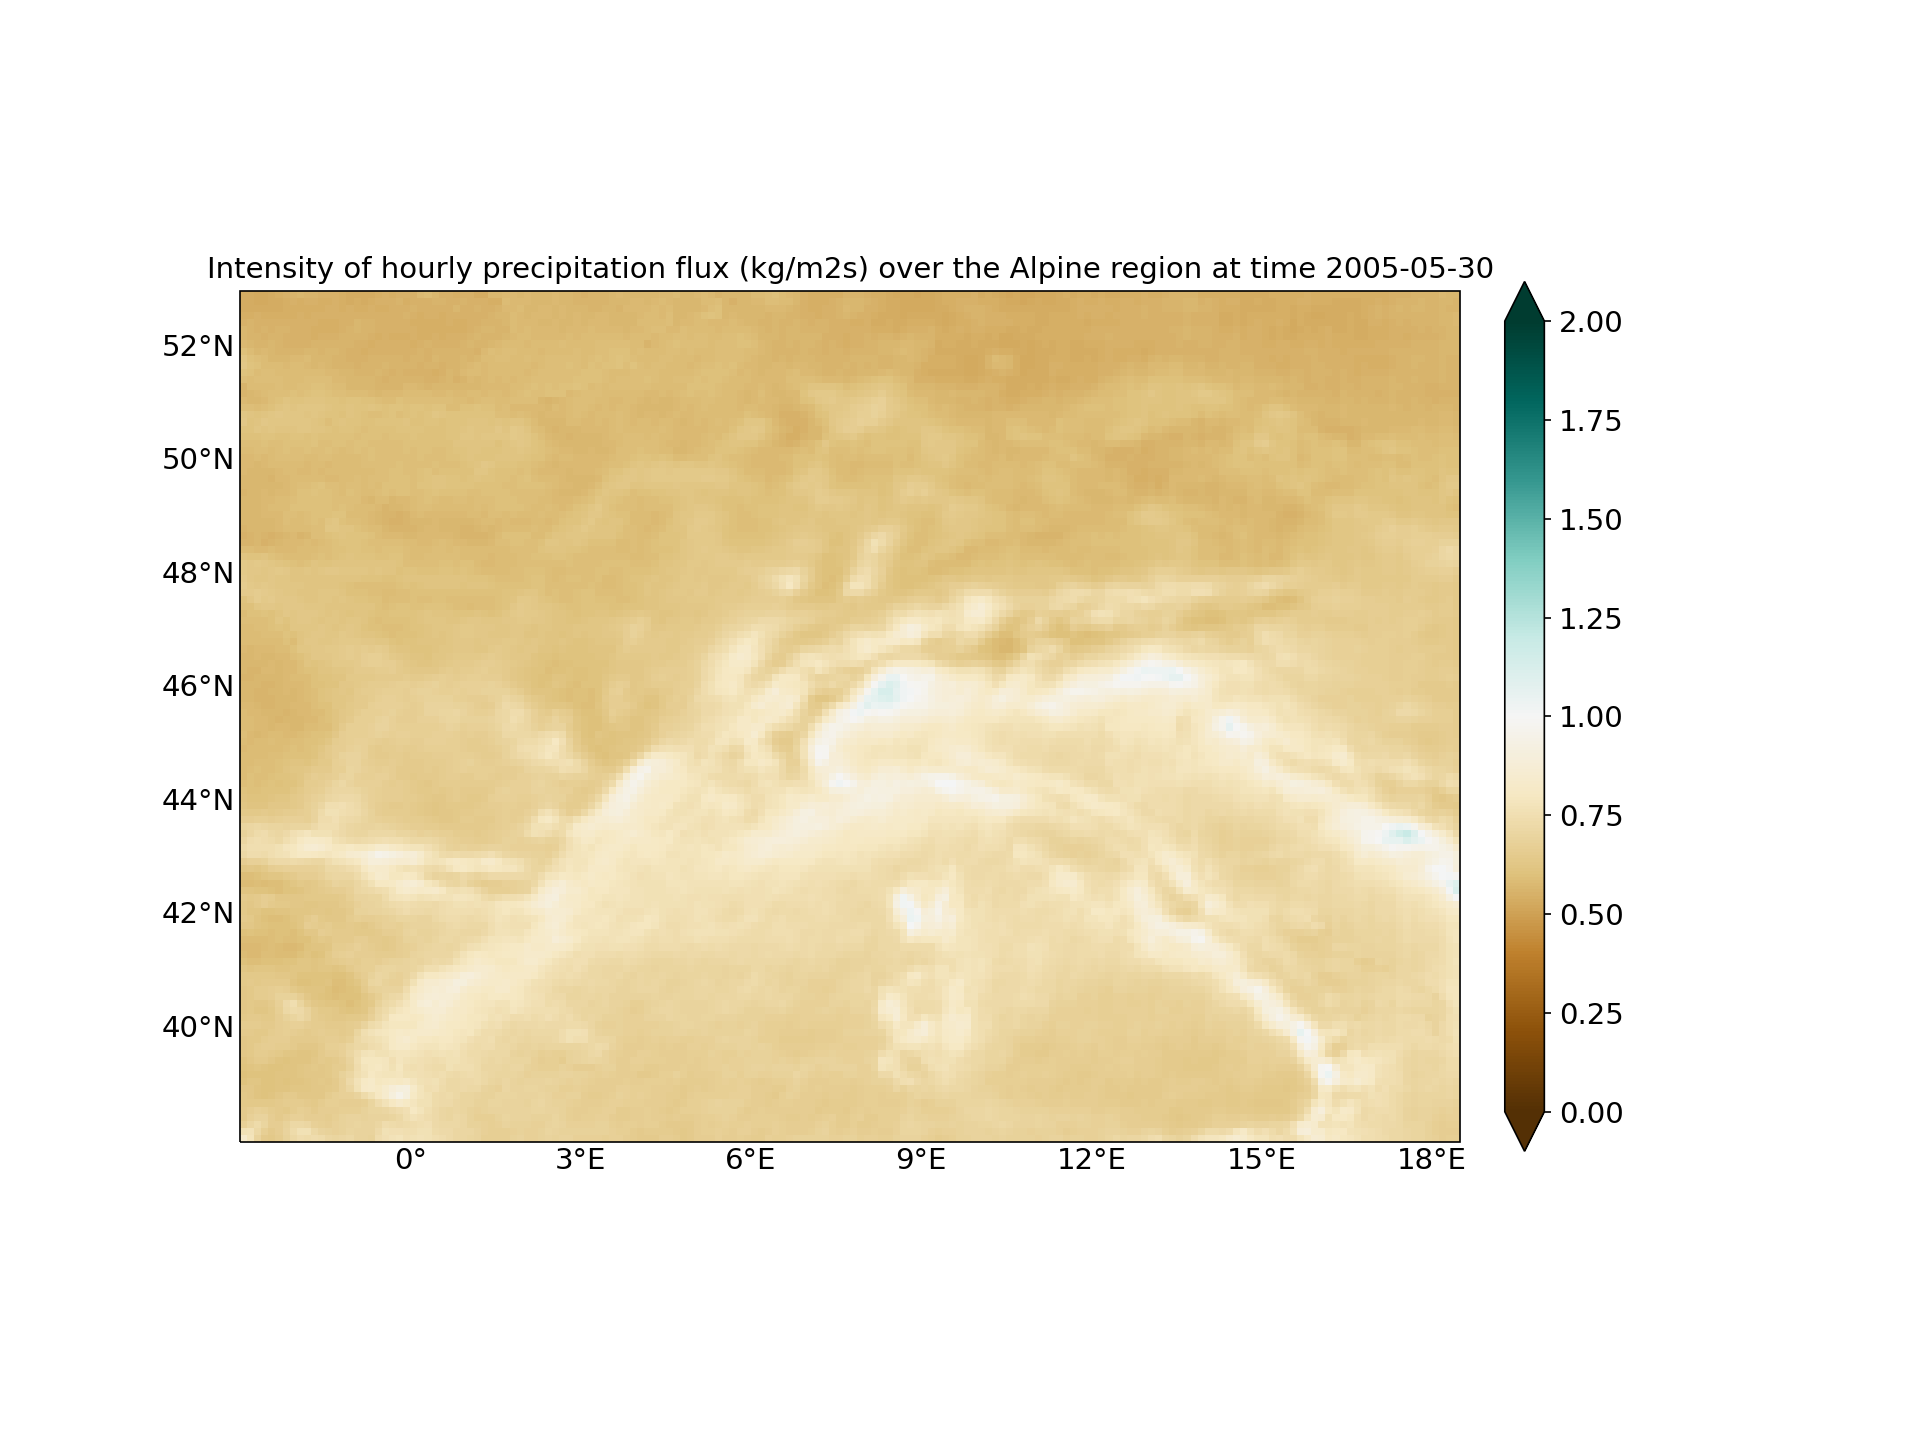 Intensity of hourly precipitation flux (kg/m2s) over the Alpine region at time 2005-05-30
52°N
50°N
48°N
46°N
44°N
42°N
40°N
0°
3°E
6°E
9°E
12°E
15°E
18°E
2.00
1.75
1.50
1.25
1.00
0.75
0.50
0.25
0.00